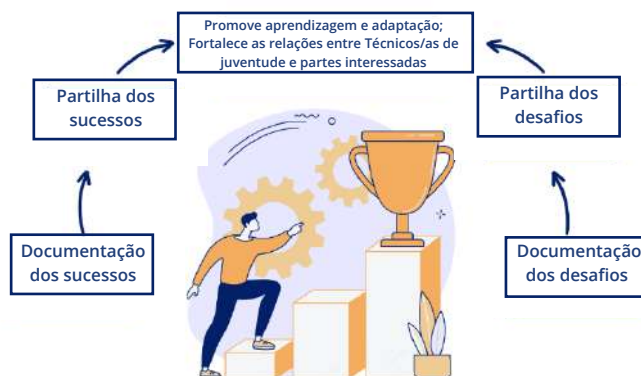 Promove aprendizagem e adaptação;
Fortalece as relações entre Técnicos/as de
juventude e partes interessadas
Partilha dos
sucessos
Partilha dos
desafios
Documentação
dos sucessos
Documentação
dos desafios